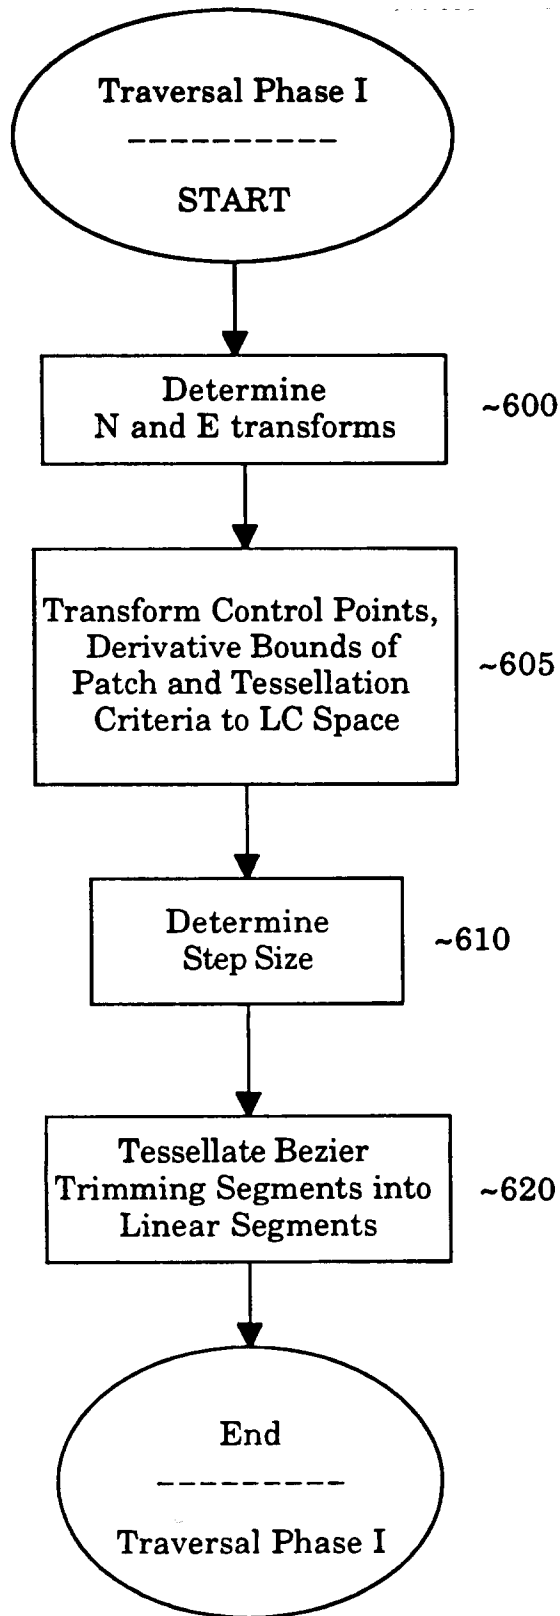 Traversal Phase I
----------
START
Determine
N and E transforms
~600
Transform Control Points,
Derivative Bounds of
Patch and Tessellation
Criteria to LC Space
~605
Determine
Step Size
~610
Tessellate Bezier
Trimming Segments into
Linear Segments
~620
End
---------
Traversal Phase I